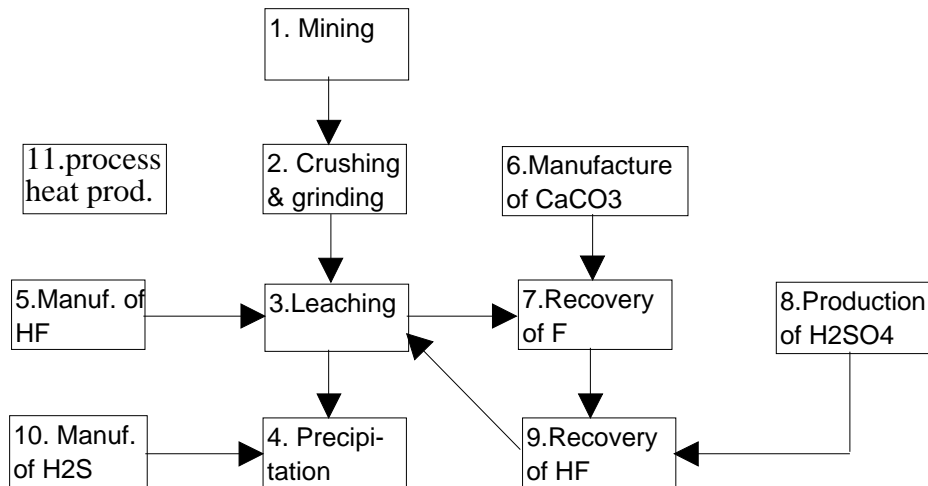 1. Mining
11.process
heat prod.
2. Crushing
& grinding
6.Manufacture
of CaCO3
5.Manuf. of
HF
3.Leaching
7.Recovery
of F
8.Production
of H2SO4
10. Manuf.
of H2S
4. Precipi-
tation
9.Recovery
of HF